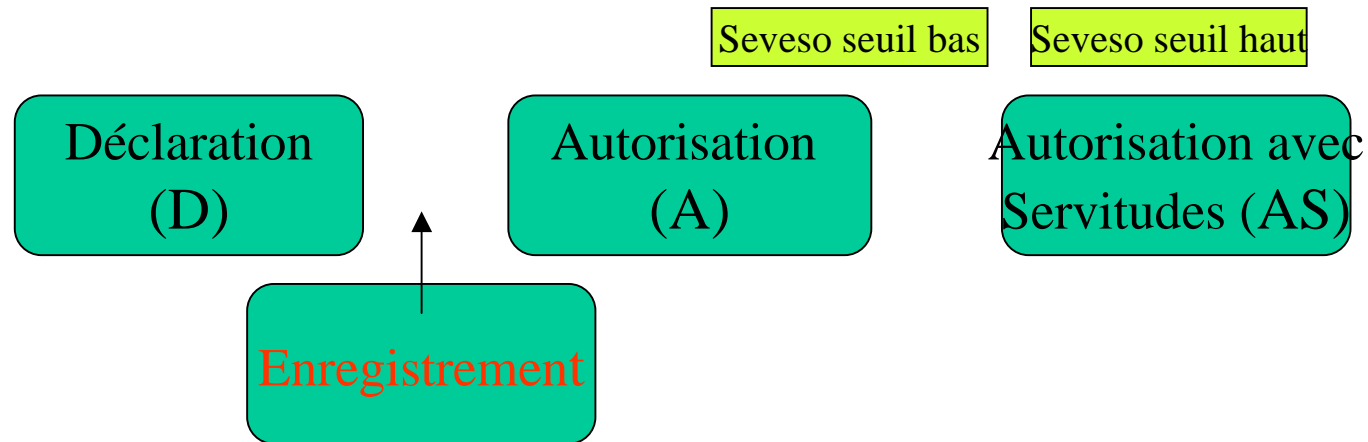 Seveso seuil bas
Seveso seuil haut
Déclaration
(D)
Autorisation
(A)
Autorisation avec
Servitudes (AS)
Enregistrement